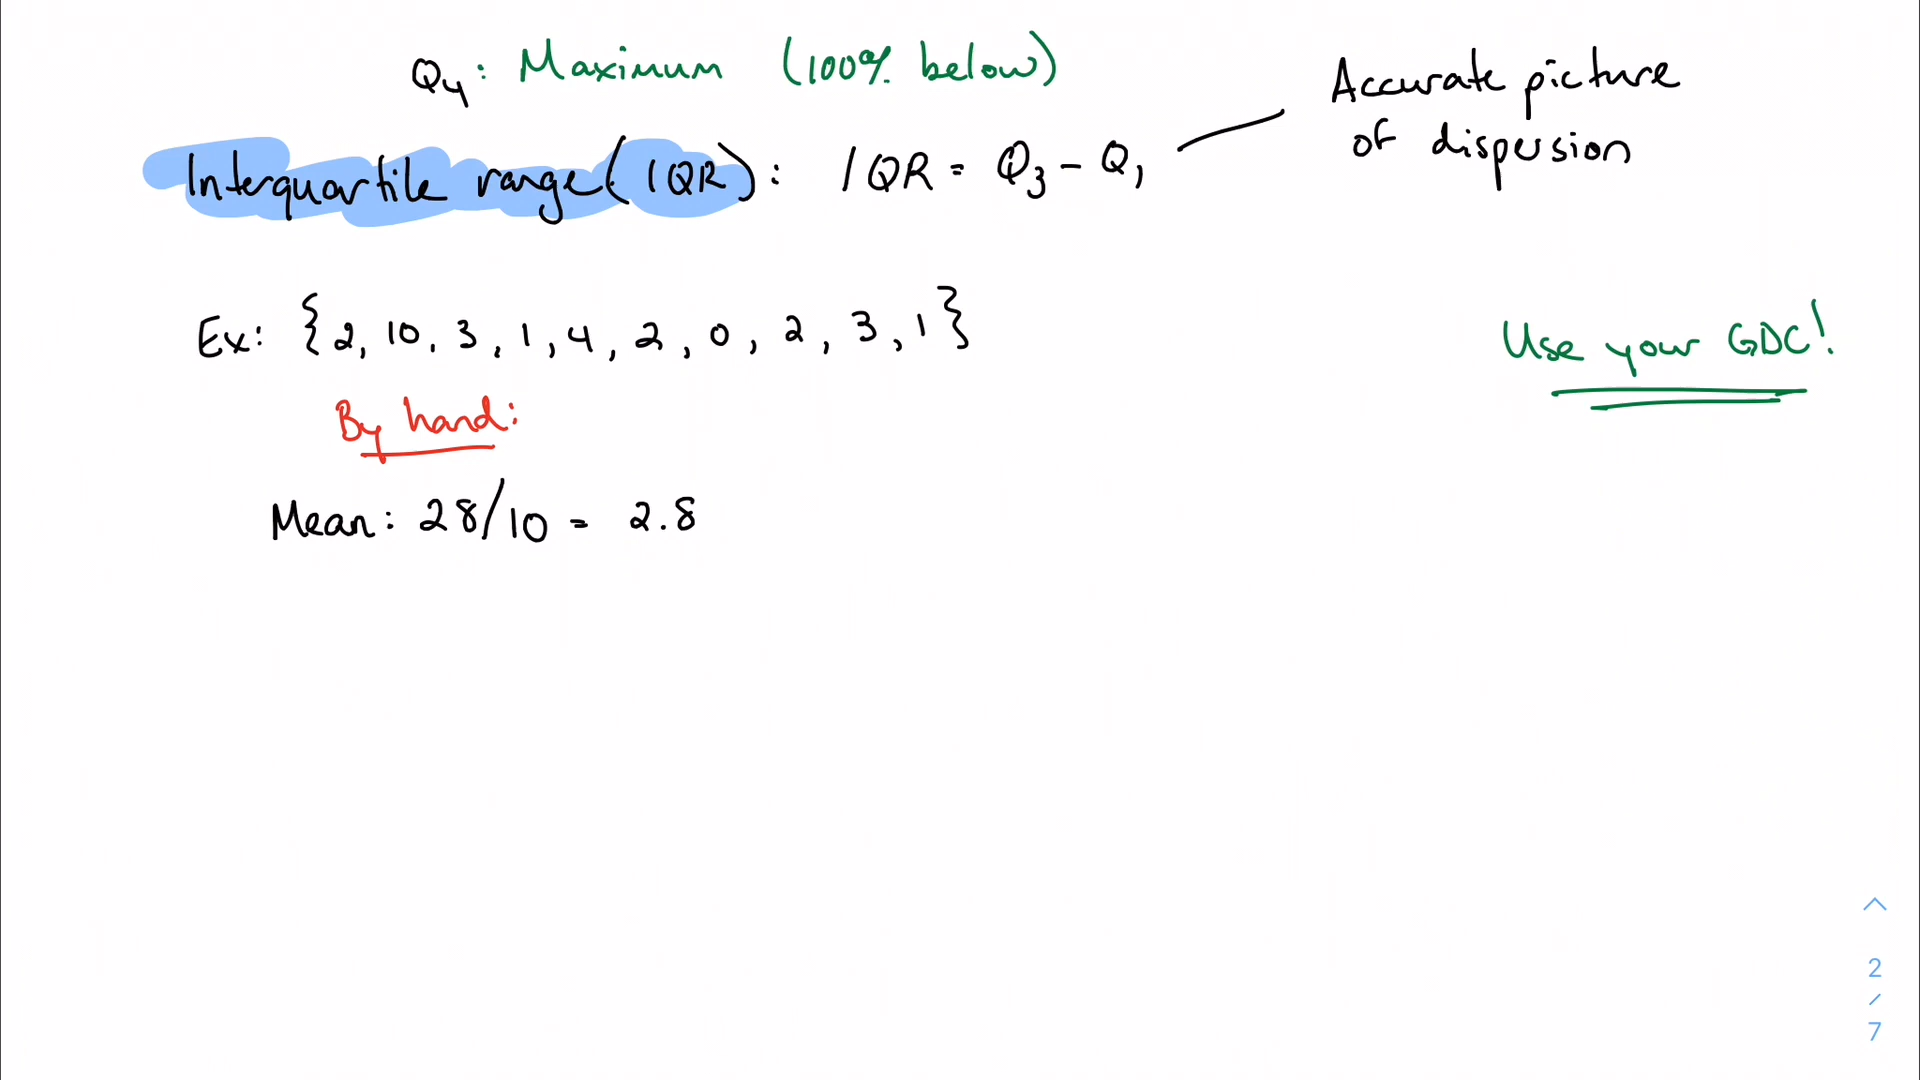 Q4: Maximum (100% below)
Accurate picture
of dispersion
Interquartile range (IQR): IQR = Q3 - Q1
Ex: {2, 10, 3, 1, 4, 2, 0, 2, 3, 1}
Use your GDC!
By hand:
Mean: 28/10 = 2.8
2
/
7